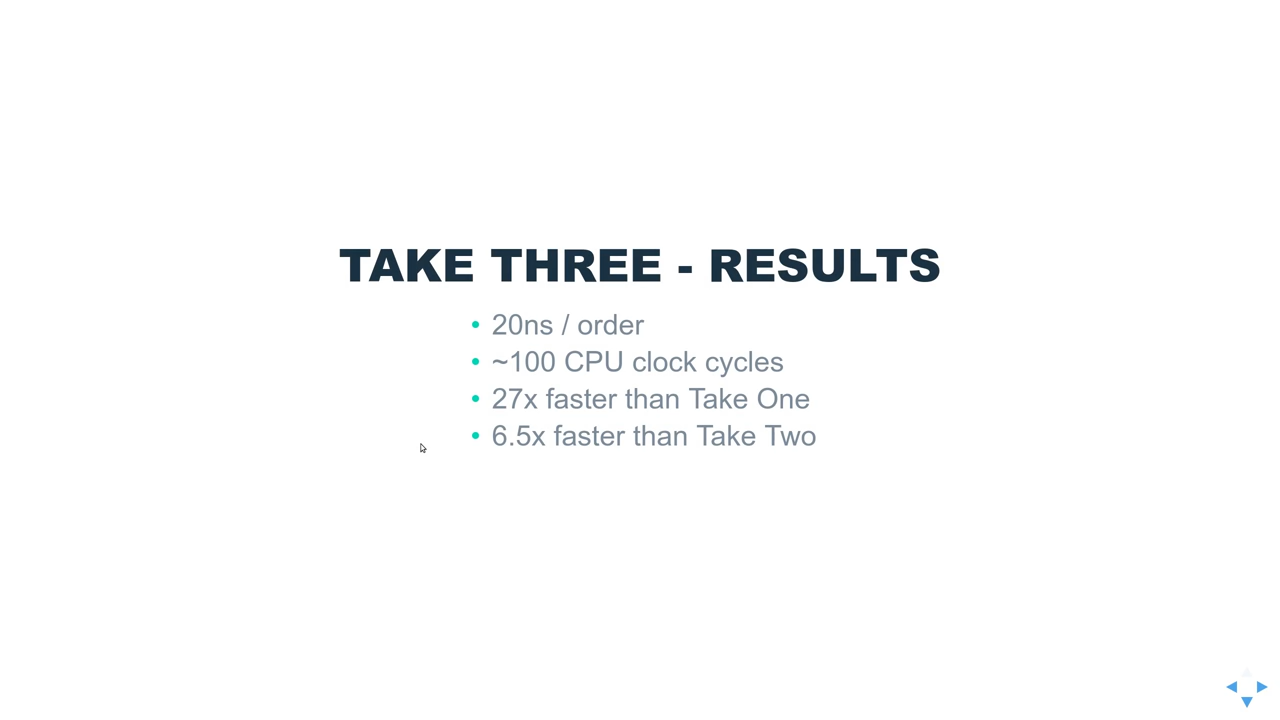 TAKE THREE - RESULTS
• 20ns / order
• ~100 CPU clock cycles
• 27x faster than Take One
• 6.5x faster than Take Two